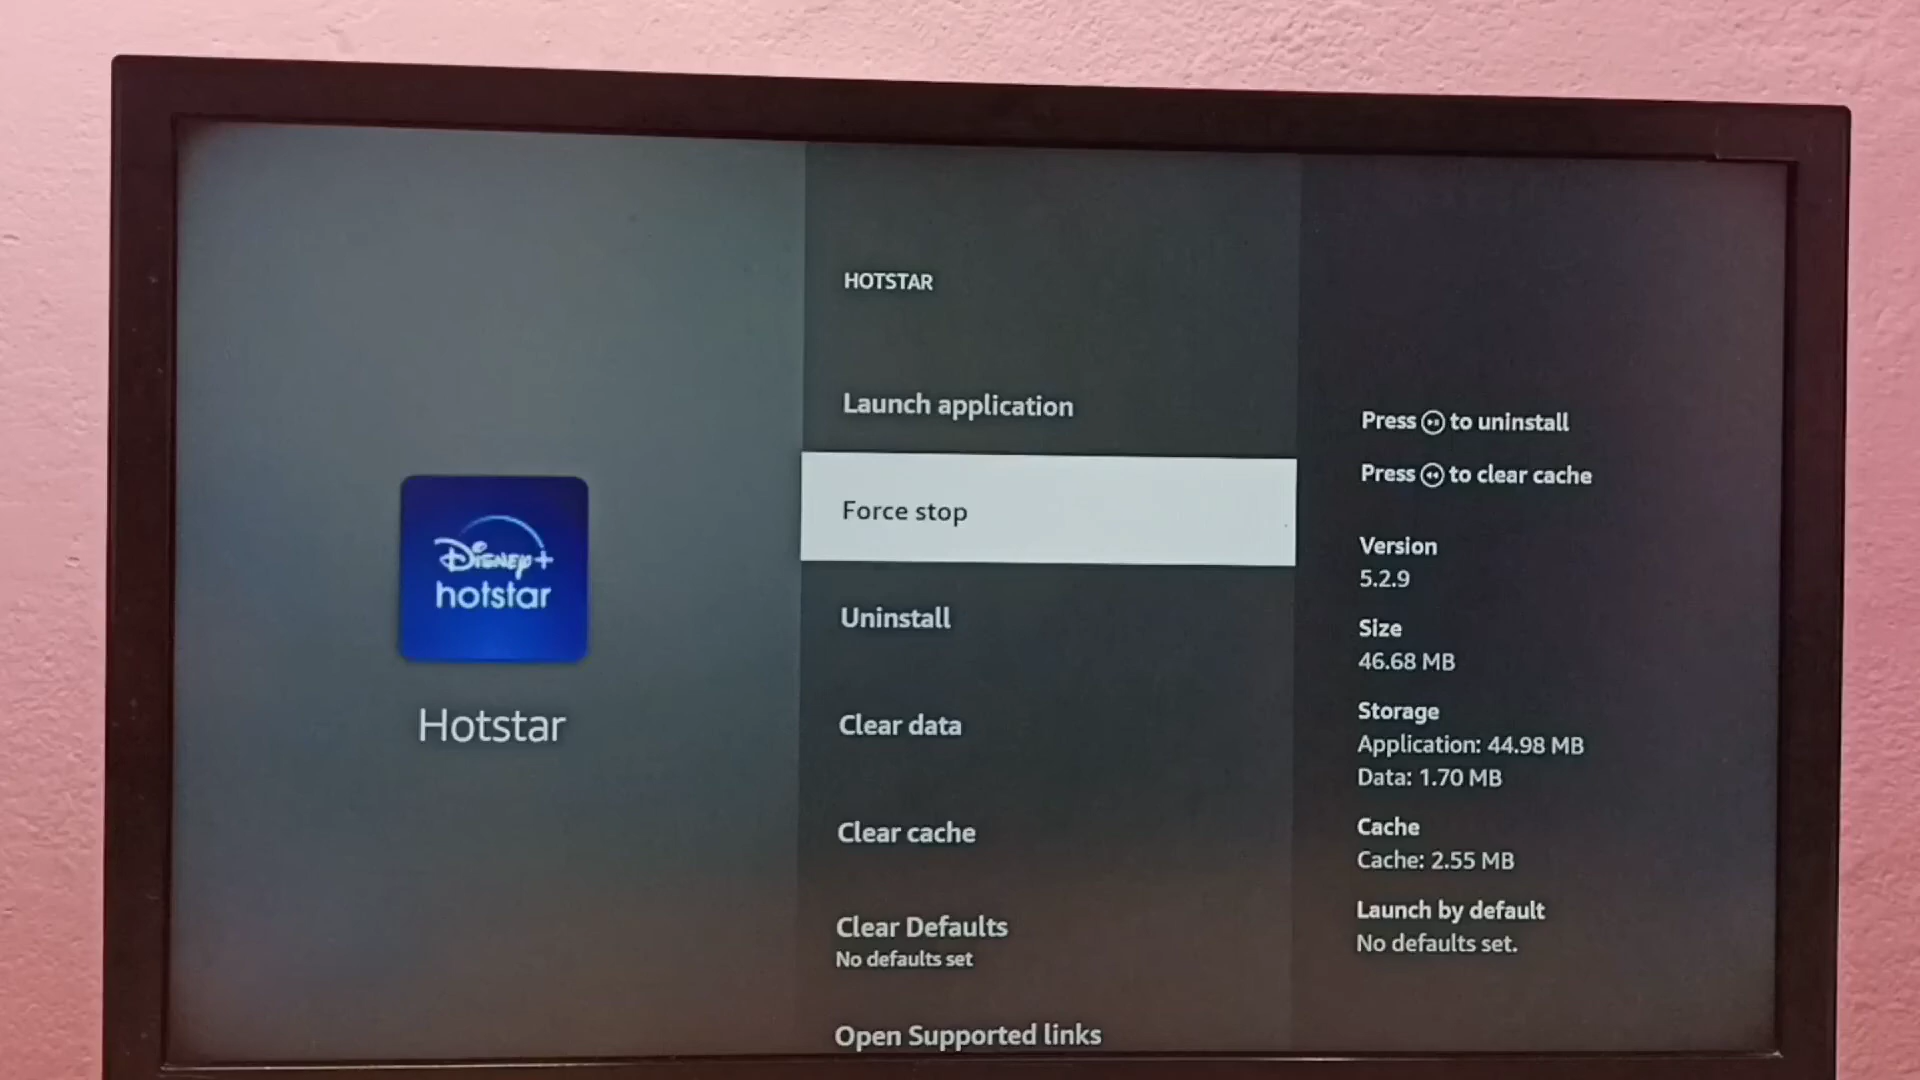 Disney+
hotstar
Hotstar
HOTSTAR
Launch application
Force stop
Uninstall
Clear data
Clear cache
Clear Defaults
No defaults set
Open Supported links
Press to uninstall
Press to clear cache
Version
5.2.9
Size
46.68 MB
Storage
Application: 44.98 MB
Data: 1.70 MB
Cache
Cache: 2.55 MB
Launch by default
No defaults set.